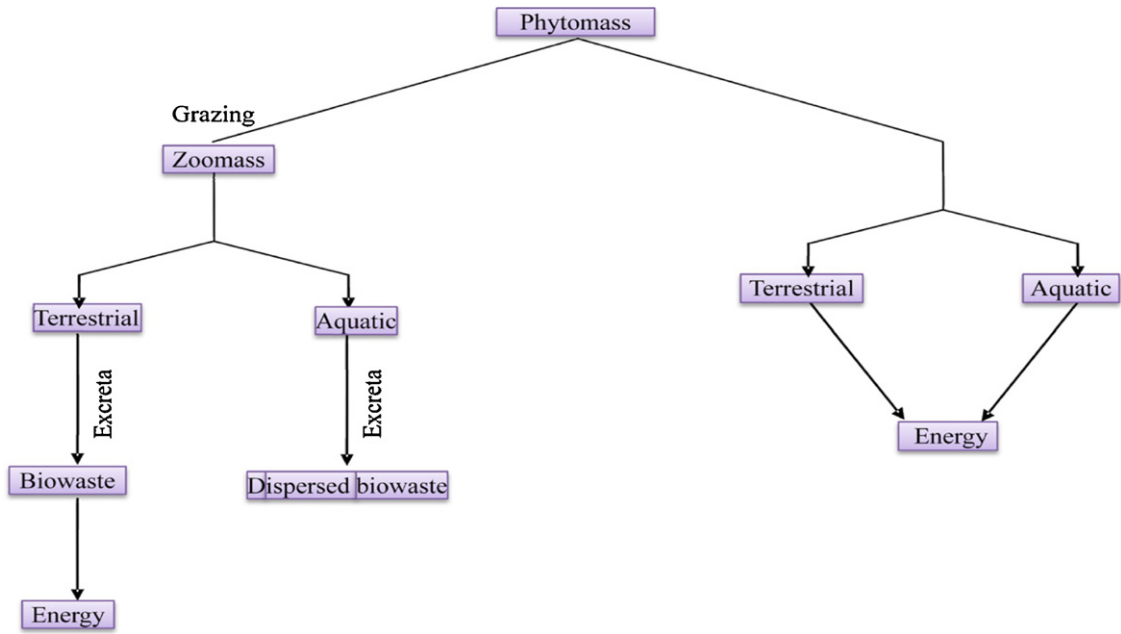 Phytomass
Grazing
Zoomass
Terrestrial
Aquatic
Terrestrial
Aquatic
Excreta
Excreta
Energy
Biowaste
Dispersed biowaste
Energy